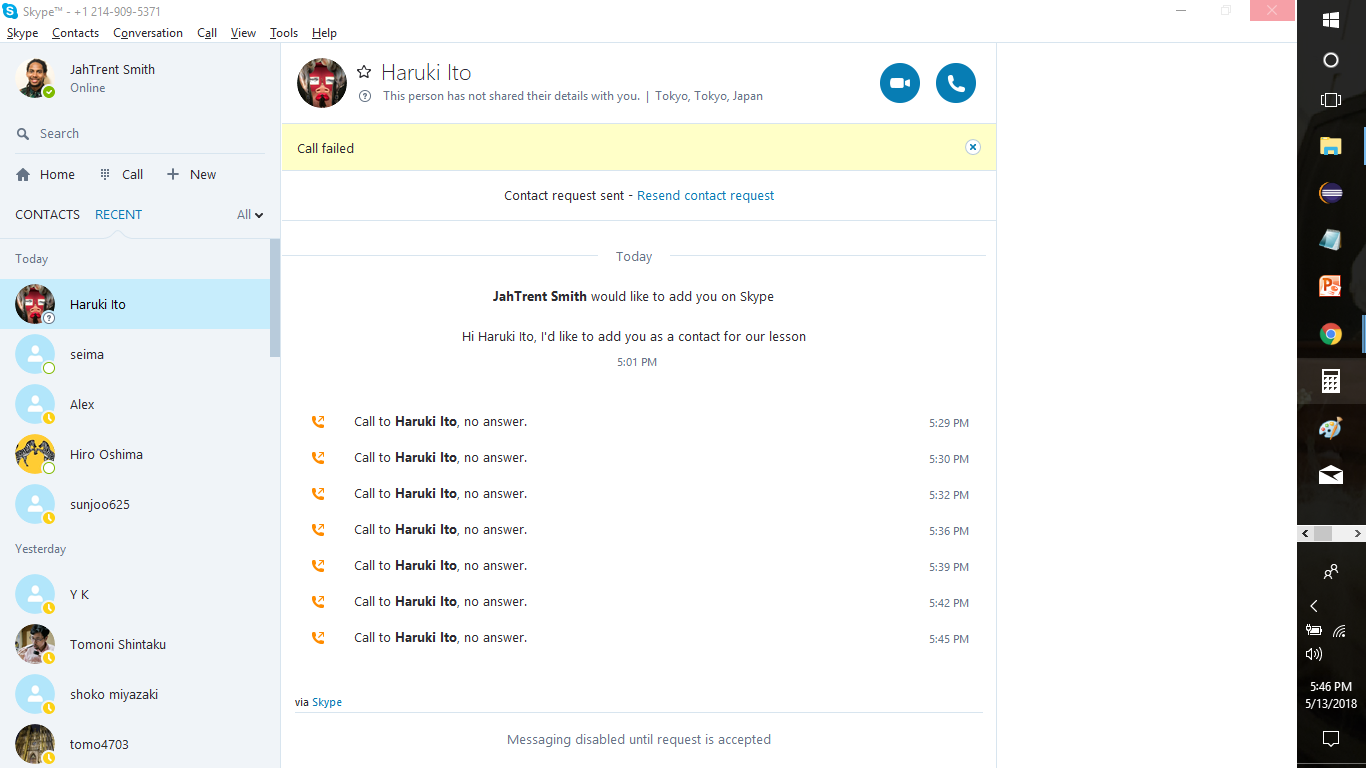 Skype™ - +1 214-909-5371
Skype Contacts Conversation Call View Tools Help
JahTrent Smith
Online
Search
Home Call New
CONTACTS RECENT All
Today
Haruki Ito
seima
Alex
Hiro Oshima
sunjoo625
Yesterday
Y K
Tomoni Shintaku
shoko miyazaki
tomo4703
Haruki Ito
This person has not shared their details with you. | Tokyo, Tokyo, Japan
Call failed
Contact request sent - Resend contact request
Today
JahTrent Smith would like to add you on Skype
Hi Haruki Ito, I'd like to add you as a contact for our lesson
5:01 PM
Call to Haruki Ito, no answer. 5:29 PM
Call to Haruki Ito, no answer. 5:30 PM
Call to Haruki Ito, no answer. 5:32 PM
Call to Haruki Ito, no answer. 5:36 PM
Call to Haruki Ito, no answer. 5:39 PM
Call to Haruki Ito, no answer. 5:42 PM
Call to Haruki Ito, no answer. 5:45 PM
via Skype
Messaging disabled until request is accepted
5:46 PM
5/13/2018